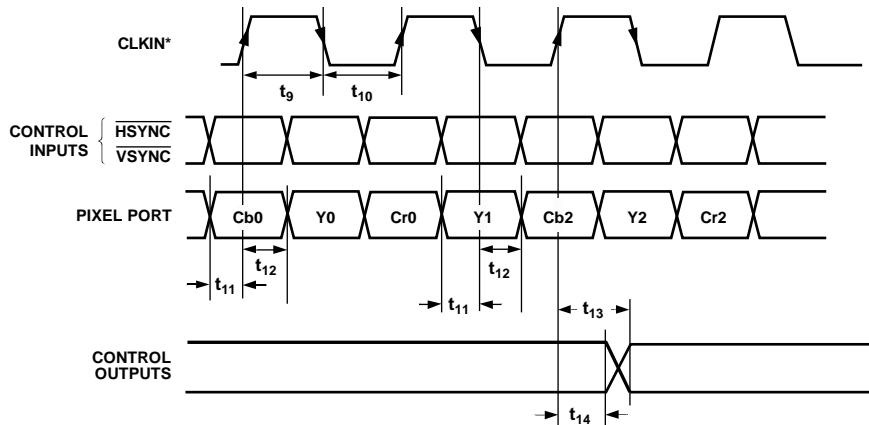 CLKIN*
t9
t10
CONTROL INPUTS
HSYNC
VSYNC
PIXEL PORT
Cb0
Y0
Cr0
Y1
Cb2
Y2
Cr2
t12
t12
t11
t11
t13
CONTROL OUTPUTS
t14